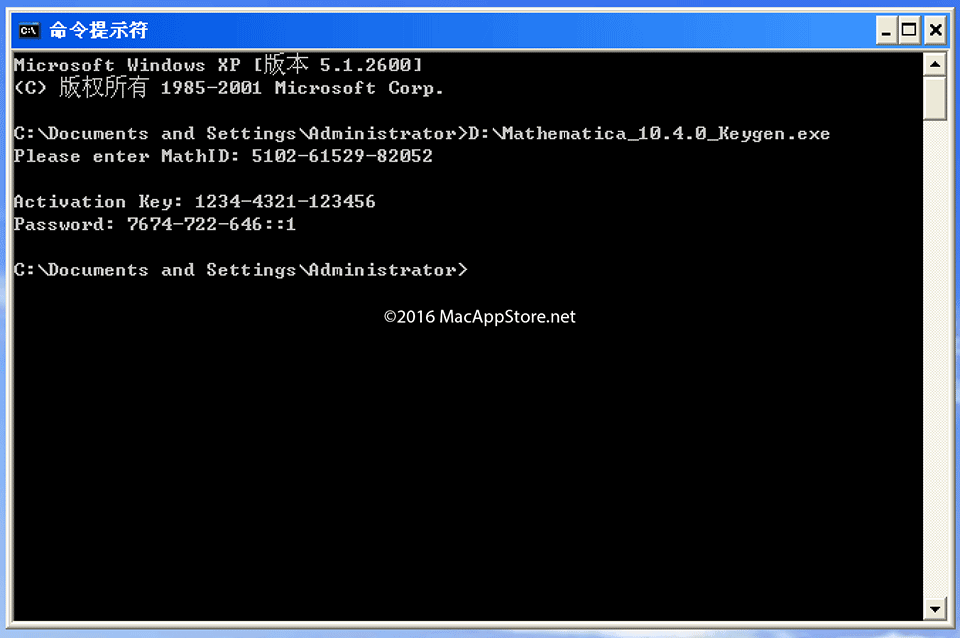 命令提示符
Microsoft Windows XP [版本 5.1.2600]
(C) 版权所有 1985-2001 Microsoft Corp.
C:\Documents and Settings\Administrator>D:\Mathematica_10.4.0_Keygen.exe
Please enter MathID: 5102-61529-82052
Activation Key: 1234-4321-123456
Password: 7674-722-646::1
C:\Documents and Settings\Administrator>
©2016 MacAppStore.net